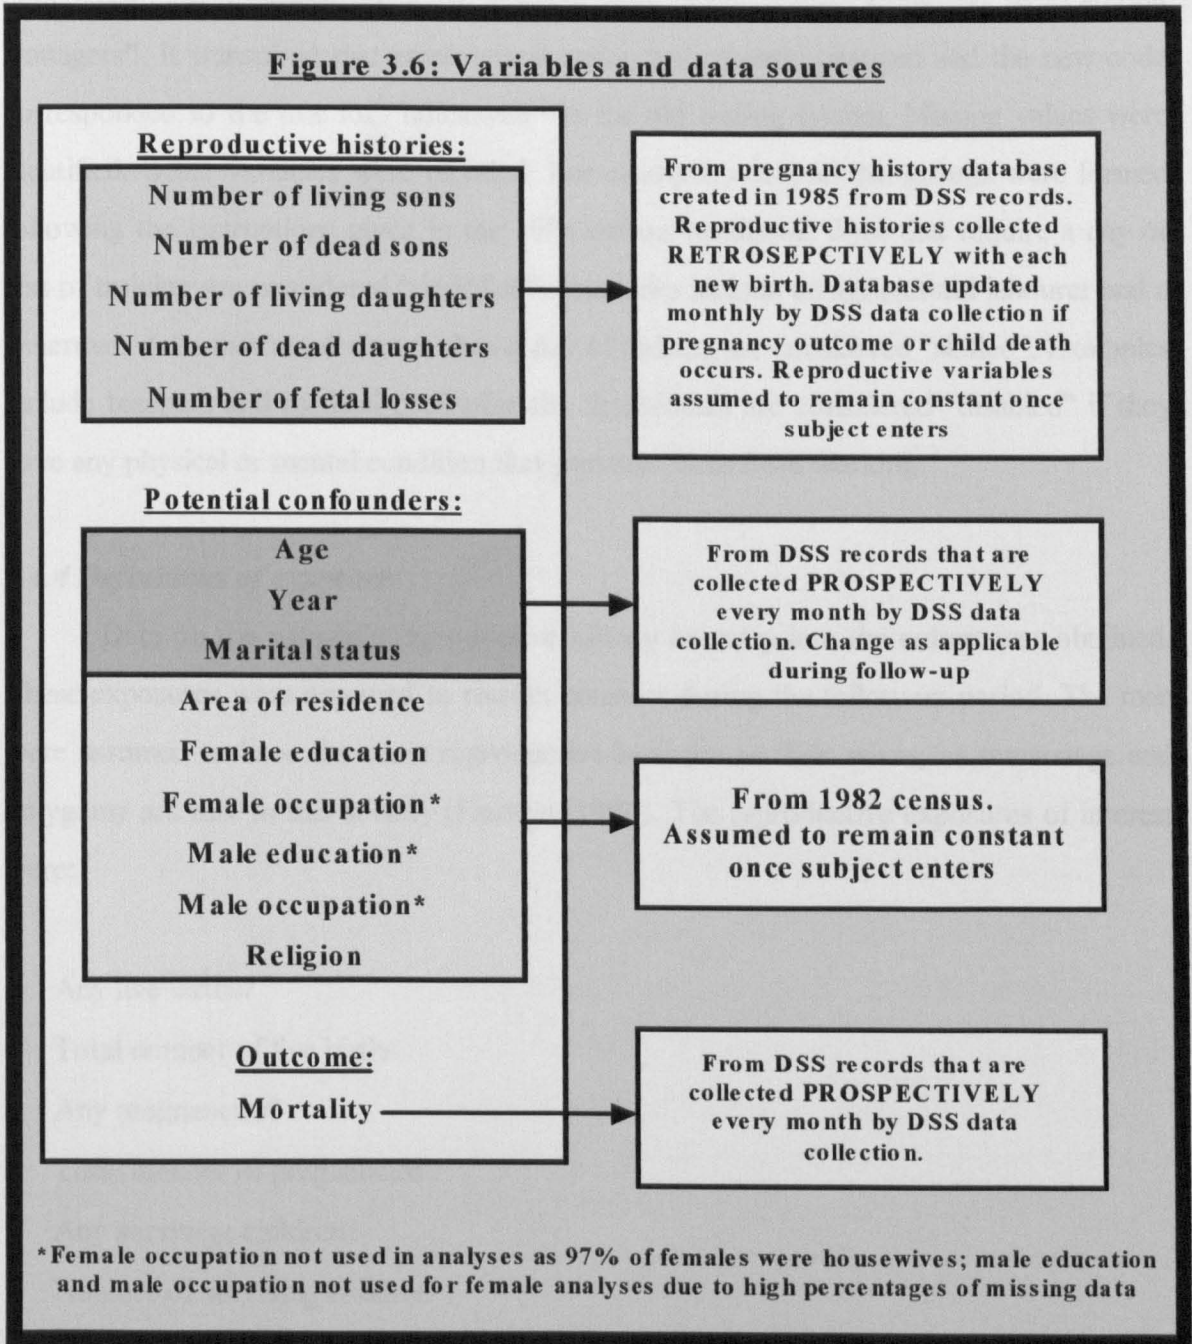 Figure 3.6: Variables and data sources
Reproductive histories:
Number of living sons
Number of dead sons
Number of living daughters
Number of dead daughters
Number of fetal losses
From pregnancy history database
created in 1985 from DSS records.
Reproductive histories collected
RETROSEPCTIVELY with each
new birth. Database updated
monthly by DSS data collection if
pregnancy outcome or child death
occurs. Reproductive variables
assumed to remain constant once
subject enters
Potential confounders:
Age
Year
Marital status
From DSS records that are
collected PROSPECTIVELY
every month by DSS data
collection. Change as applicable
during follow-up
Area of residence
Female education
Female occupation*
Male education*
Male occupation*
Religion
From 1982 census.
Assumed to remain constant
once subject enters
Outcome:
Mortality
From DSS records that are
collected PROSPECTIVELY
every month by DSS data
collection.
*Female occupation not used in analyses as 97% of females were housewives; male education
and male occupation not used for female analyses due to high percentages of missing data